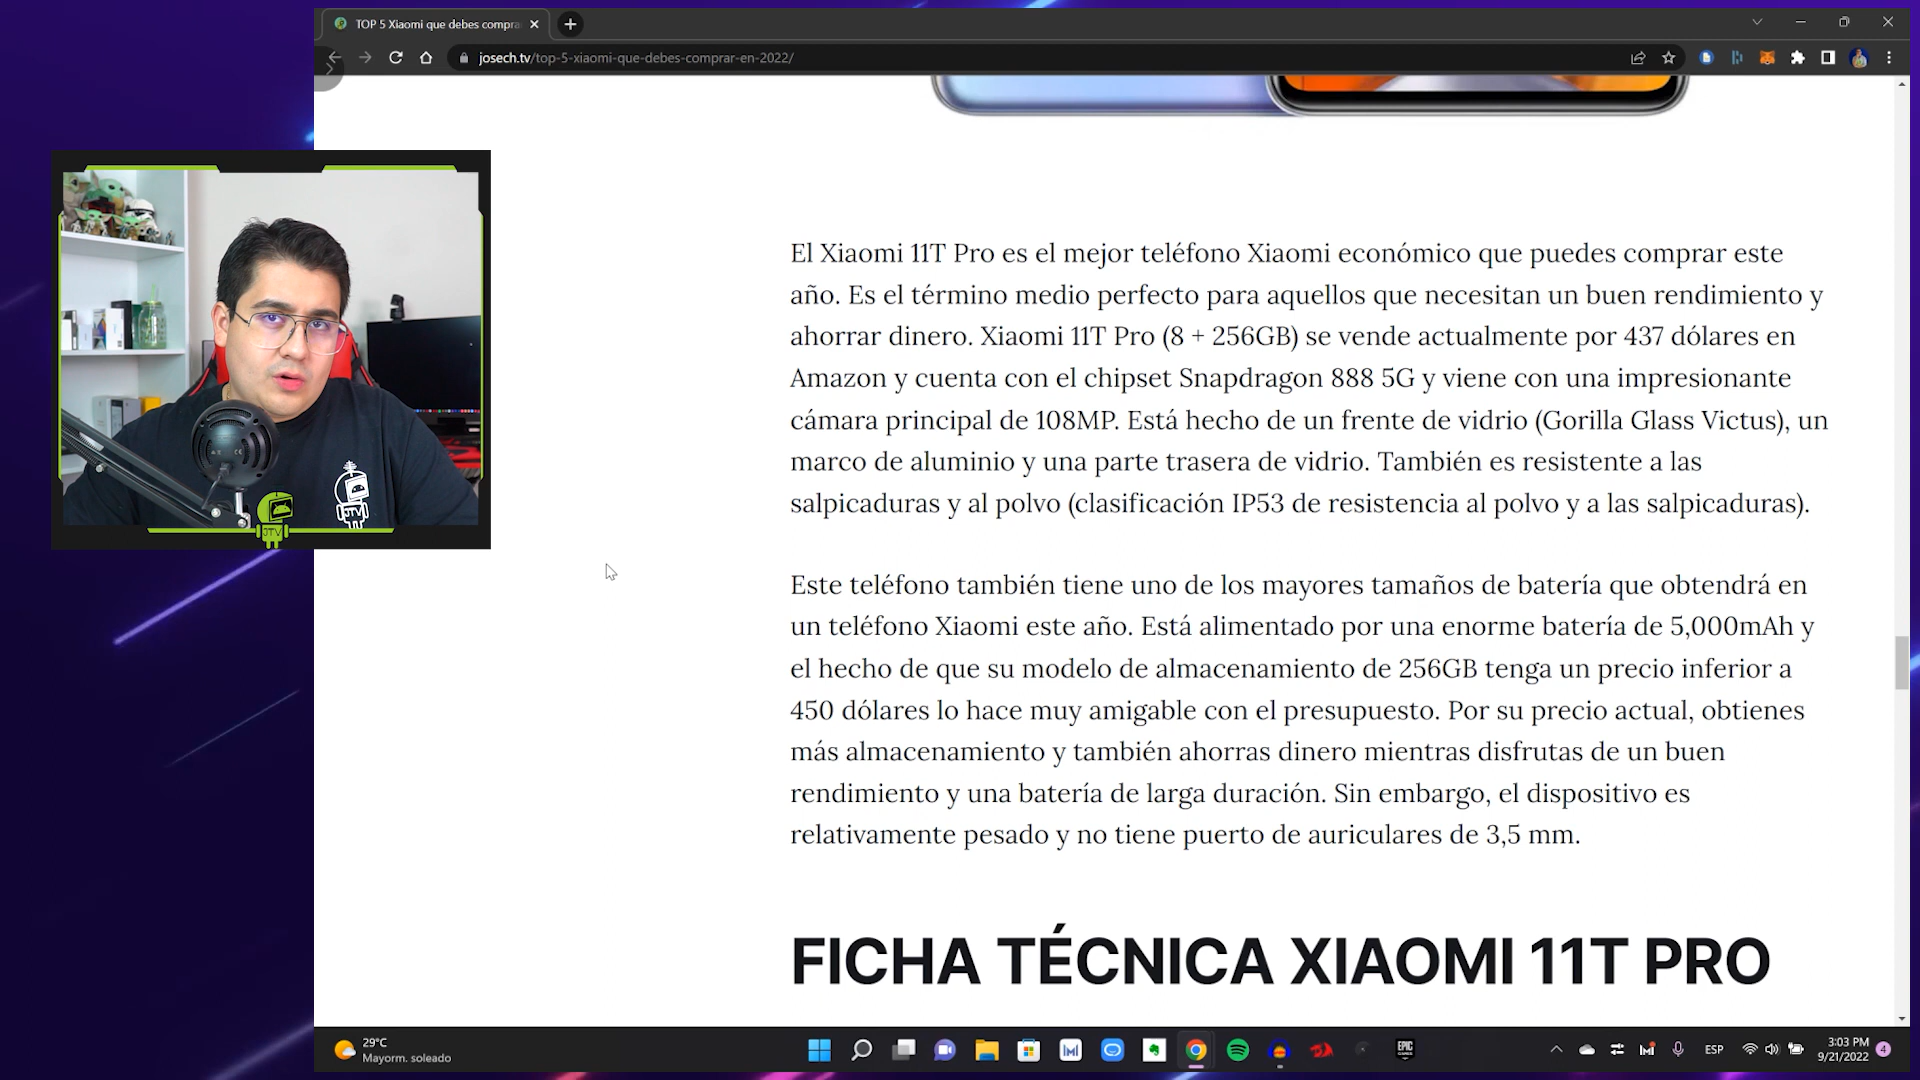 TOP 5 Xiaomi que debes compra
josech.tv/top-5-xiaomi-que-debes-comprar-en-2022/
El Xiaomi 11T Pro es el mejor teléfono Xiaomi económico que puedes comprar este
año. Es el término medio perfecto para aquellos que necesitan un buen rendimiento y
ahorrar dinero. Xiaomi 11T Pro (8 + 256GB) se vende actualmente por 437 dólares en
Amazon y cuenta con el chipset Snapdragon 888 5G y viene con una impresionante
cámara principal de 108MP. Está hecho de un frente de vidrio (Gorilla Glass Victus), un
marco de aluminio y una parte trasera de vidrio. También es resistente a las
salpicaduras y al polvo (clasificación IP53 de resistencia al polvo y a las salpicaduras).
Este teléfono también tiene uno de los mayores tamaños de batería que obtendrá en
un teléfono Xiaomi este año. Está alimentado por una enorme batería de 5,000mAh y
el hecho de que su modelo de almacenamiento de 256GB tenga un precio inferior a
450 dólares lo hace muy amigable con el presupuesto. Por su precio actual, obtienes
más almacenamiento y también ahorras dinero mientras disfrutas de un buen
rendimiento y una batería de larga duración. Sin embargo, el dispositivo es
relativamente pesado y no tiene puerto de auriculares de 3,5 mm.
FICHA TÉCNICA XIAOMI 11T PRO
JTV
JTV
29°C
Mayorm. soleado
EPIC
GAMES
ESP
3:03 PM
9/21/2022
4